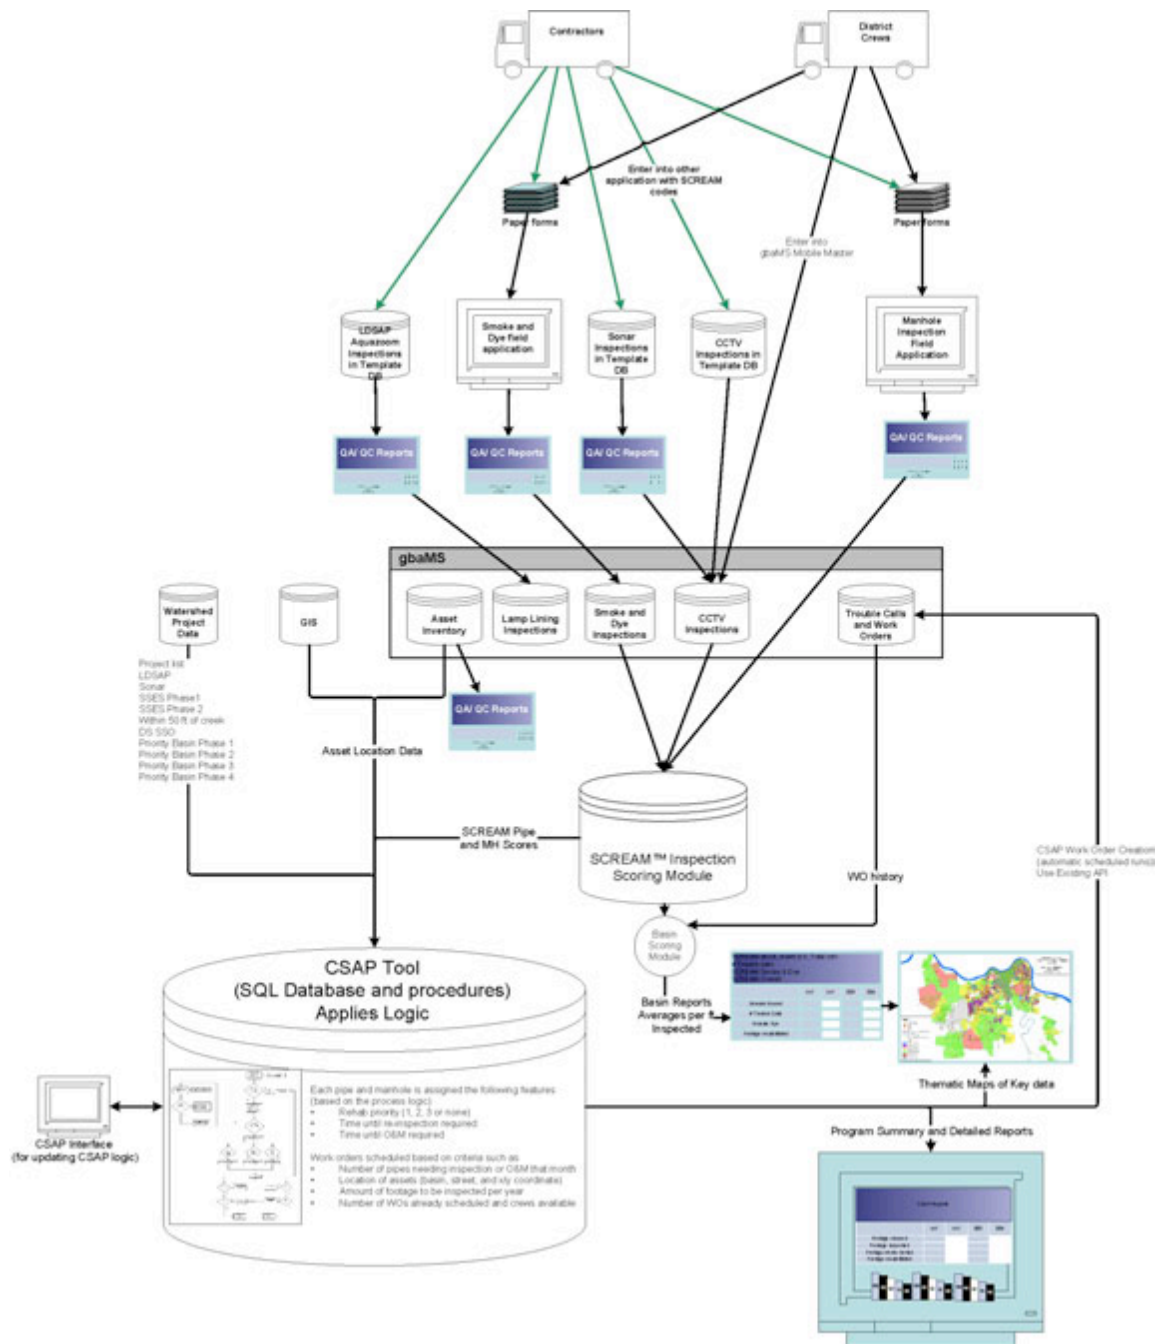 Contractors
District
Crews
Enter into other
application with SCREAM
codes
Paper forms
Paper forms
Enter into
gbaMS Mobile Master
LDSAP
Aquazoom
Inspections
in Template
DB
Smoke and
Dye field
application
Sonar
Inspections
in Template
DB
CCTV
Inspections in
Template DB
Manhole
Inspection
Field
Application
QA/ QC Reports
QA/ QC Reports
QA/ QC Reports
QA/ QC Reports
gbaMS
Watershed
Project
Data
GIS
Asset
Inventory
Lamp Lining
Inspections
Smoke and
Dye
Inspections
CCTV
Inspections
Trouble Calls
and Work
Orders
Project list
LDSAP
Sonar
SSES Phase1
SSES Phase 2
Within 50 ft of creek
DS SSO
Priority Basin Phase 1
Priority Basin Phase 2
Priority Basin Phase 3
Priority Basin Phase 4
QA/ QC Reports
Asset Location Data
SCREAM Pipe
and MH Scores
SCREAM™ Inspection
Scoring Module
WO history
CSAP Work Order Creation
(automatic scheduled runs)
Use Existing API
Basin
Scoring
Module
Basin Reports
Averages per ft
Inspected
Thematic Maps of Key data
CSAP Tool
(SQL Database and procedures)
Applies Logic
Each pipe and manhole is assigned the following features
(based on the process logic)
• Rehab priority (1, 2, 3 or none)
• Time until re-inspection required
• Time until O&M required
Work orders scheduled based on criteria such as
• Number of pipes needing inspection or O&M that month
• Location of assets (basin, street, and x/y coordinate)
• Amount of footage to be inspected per year
• Number of WOs already scheduled and crews available
CSAP Interface
(for updating CSAP logic)
Program Summary and Detailed Reports